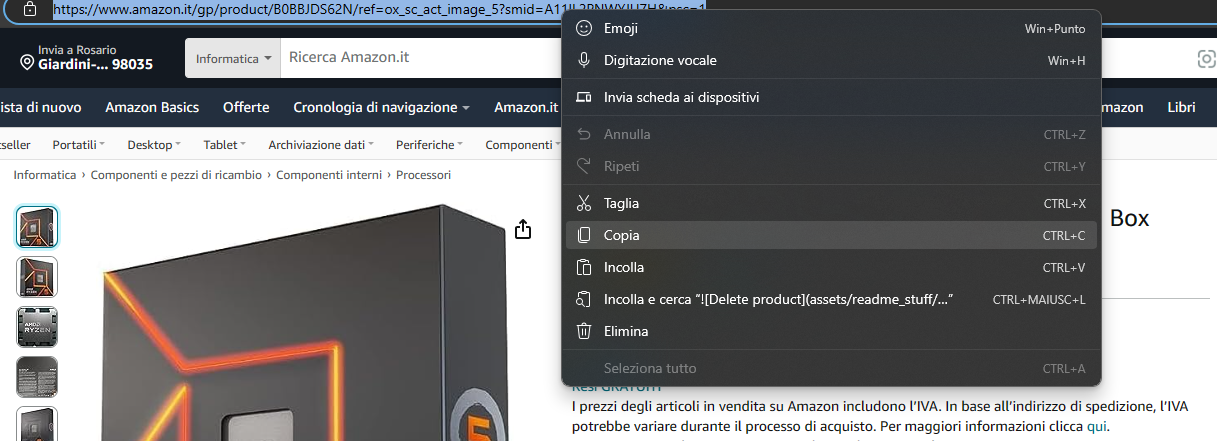 https://www.amazon.it/gp/product/B0BBJDS62N/ref=ox_sc_act_image_5?smid=A11IL2PNWYJU7H&psc=1
Invia a Rosario
Giardini-... 98035
Informatica
Ricerca Amazon.it
ista di nuovo
Amazon Basics
Offerte
Cronologia di navigazione
Amazon.it
mazon
Libri
seller
Portatili
Desktop
Tablet
Archiviazione dati
Periferiche
Componenti
Informatica › Componenti e pezzi di ricambio › Componenti interni › Processori
Box
AMD
RYZEN
5
Emoji Win+Punto
Digitazione vocale Win+H
Invia scheda ai dispositivi
Annulla CTRL+Z
Ripeti CTRL+Y
Taglia CTRL+X
Copia CTRL+C
Incolla CTRL+V
Incolla e cerca “![Delete product](assets/readme_stuff/...” CTRL+MAIUSC+L
Elimina
Seleziona tutto CTRL+A
Resi GRATUITI
I prezzi degli articoli in vendita su Amazon includono l’IVA. In base all’indirizzo di spedizione, l’IVA
potrebbe variare durante il processo di acquisto. Per maggiori informazioni clicca qui.